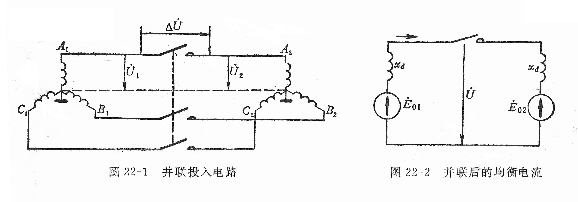 ΔU̇
A₁
A₂
U̇₁
U̇₂
C₁
B₁
C₂
B₂
图 22-1 并联投入电路
x_d
x_d
U̇
Ė₀₁
Ė₀₂
图 22-2 并联后的均衡电流